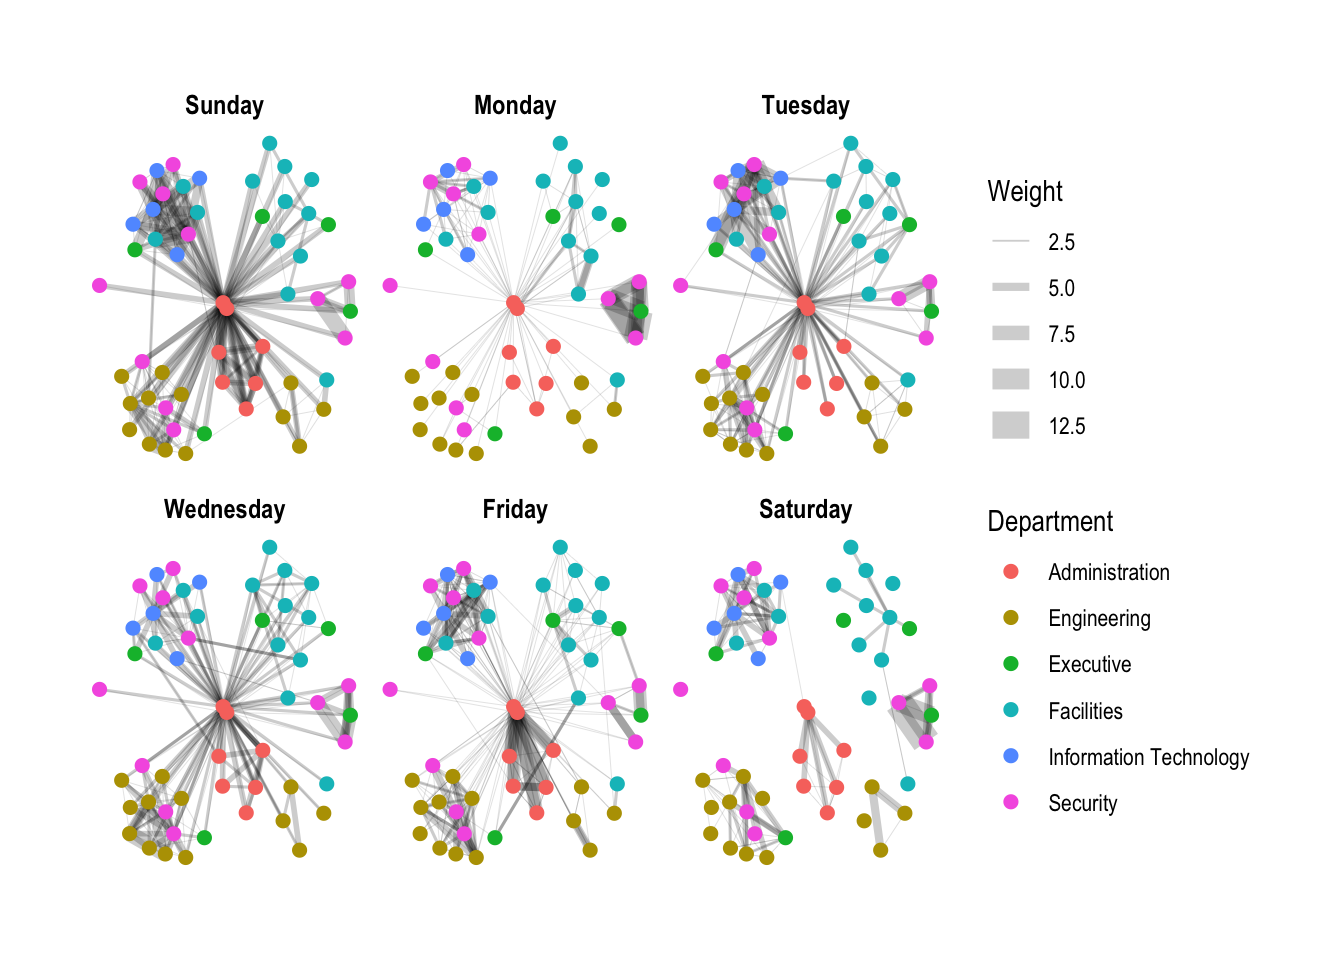 Sunday
Monday
Tuesday
Weight
2.5
5.0
7.5
10.0
12.5
Wednesday
Friday
Saturday
Department
Administration
Engineering
Executive
Facilities
Information Technology
Security